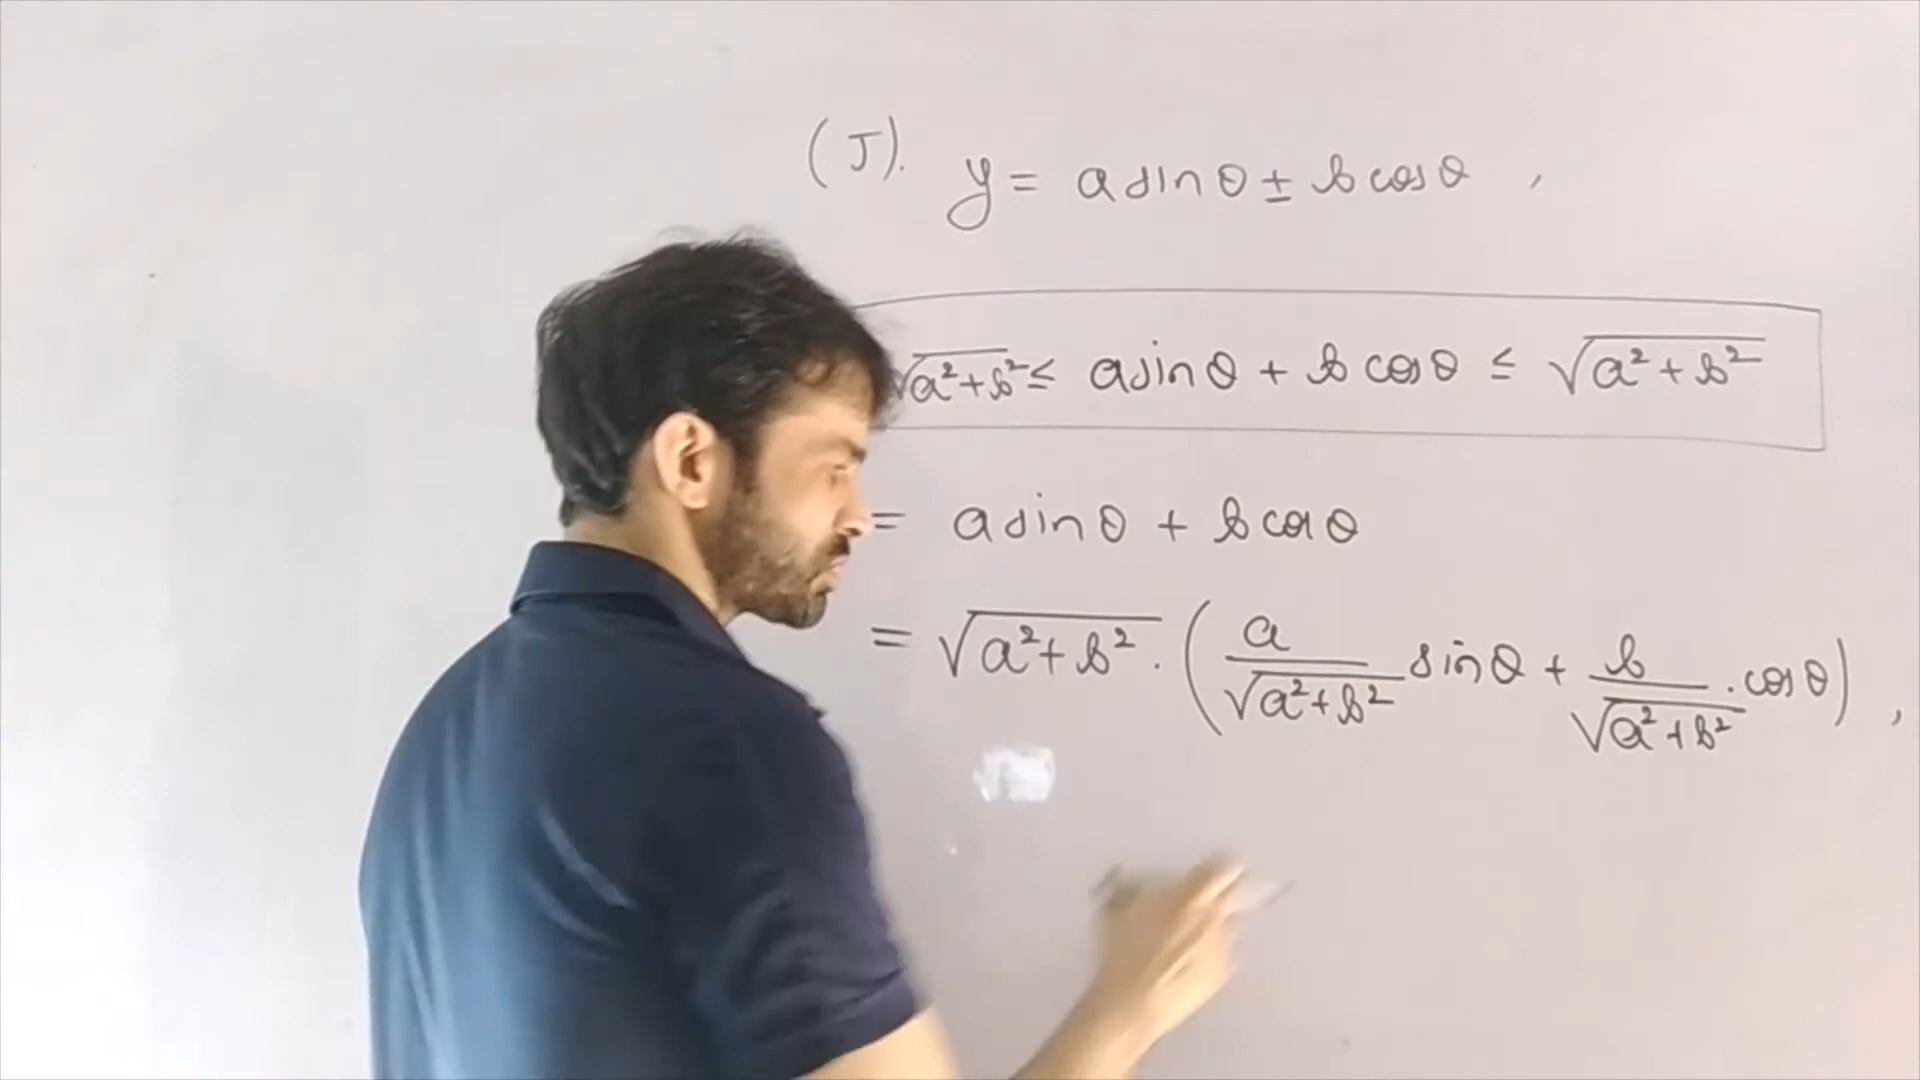 (J). y = a sin θ ± b cos θ ,
√a²+b² ≤ a sin θ + b cos θ ≤ √a²+b²
= a sin θ + b cos θ
= √a²+b² . ( a/√a²+b² sin θ + b/√a²+b² . cos θ ) ,